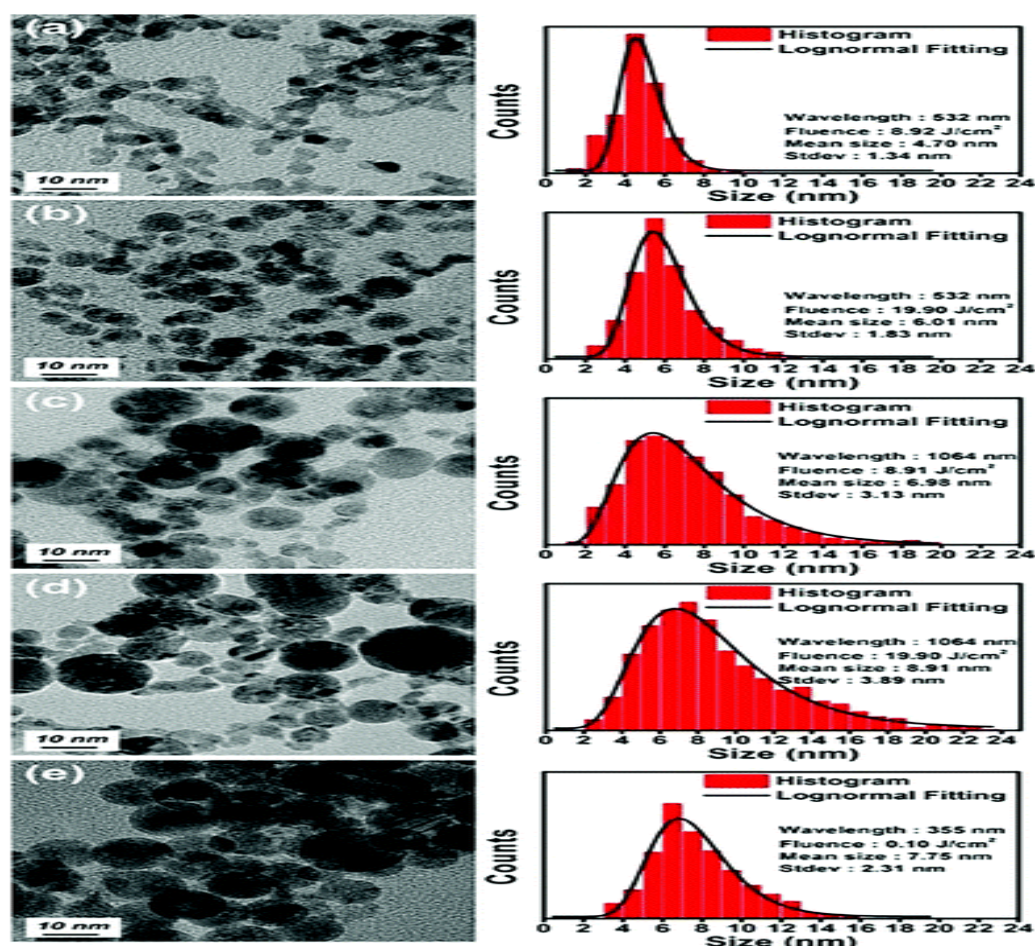 (a)
10 nm
Histogram
Lognormal Fitting
Wavelength : 532 nm
Fluence : 8.92 J/cm²
Mean size : 4.70 nm
Stdev : 1.34 nm
Counts
0 2 4 6 8 10 12 14 16 18 20 22 24
Size (nm)
(b)
10 nm
Histogram
Lognormal Fitting
Wavelength : 532 nm
Fluence : 19.90 J/cm²
Mean size : 6.01 nm
Stdev : 1.83 nm
Counts
0 2 4 6 8 10 12 14 16 18 20 22 24
Size (nm)
(c)
10 nm
Histogram
Lognormal Fitting
Wavelength : 1064 nm
Fluence : 8.91 J/cm²
Mean size : 6.98 nm
Stdev : 3.13 nm
Counts
0 2 4 6 8 10 12 14 16 18 20 22 24
Size (nm)
(d)
10 nm
Histogram
Lognormal Fitting
Wavelength : 1064 nm
Fluence : 19.90 J/cm²
Mean size : 8.91 nm
Stdev : 3.89 nm
Counts
0 2 4 6 8 10 12 14 16 18 20 22 24
Size (nm)
(e)
10 nm
Histogram
Lognormal Fitting
Wavelength : 355 nm
Fluence : 0.10 J/cm²
Mean size : 7.75 nm
Stdev : 2.31 nm
Counts
0 2 4 6 8 10 12 14 16 18 20 22 24
Size (nm)